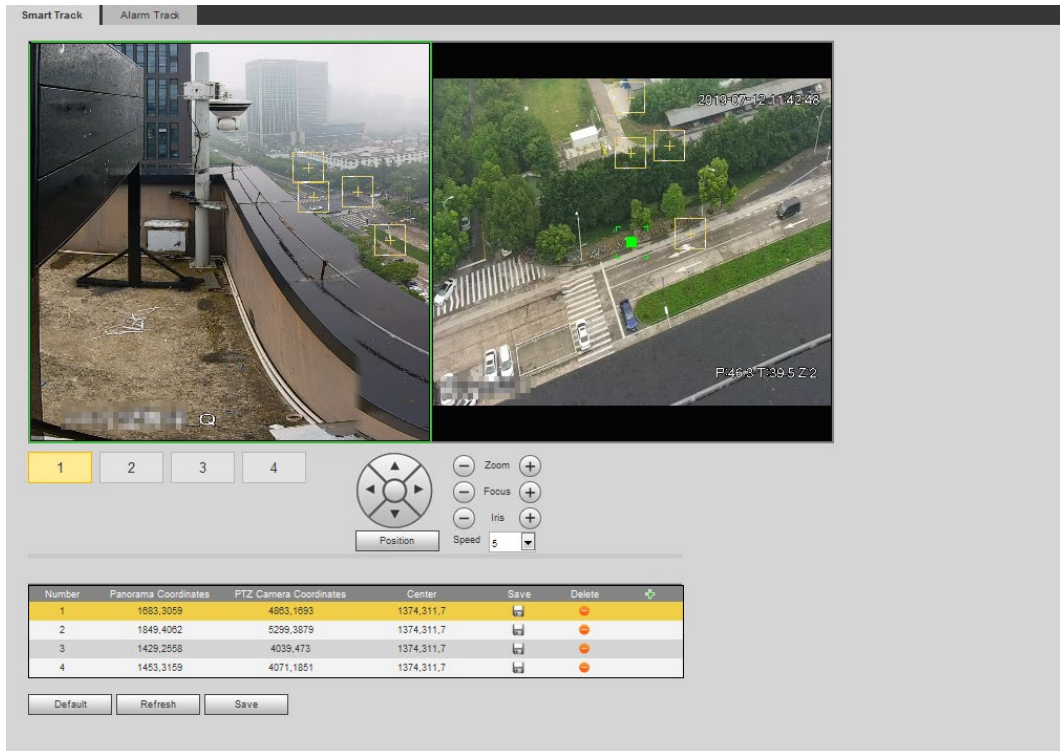 Smart Track Alarm Track
2019-07-12 11:42:48
P:46.8 T:39.5 Z:2
1 2 3 4
Zoom
Focus
Iris
Position Speed 5
Number Panorama Coordinates PTZ Camera Coordinates Center Save Delete
1 1683,3059 4863,1693 1374,311,7
2 1849,4062 5299,3879 1374,311,7
3 1429,2558 4039,473 1374,311,7
4 1453,3159 4071,1851 1374,311,7
Default Refresh Save